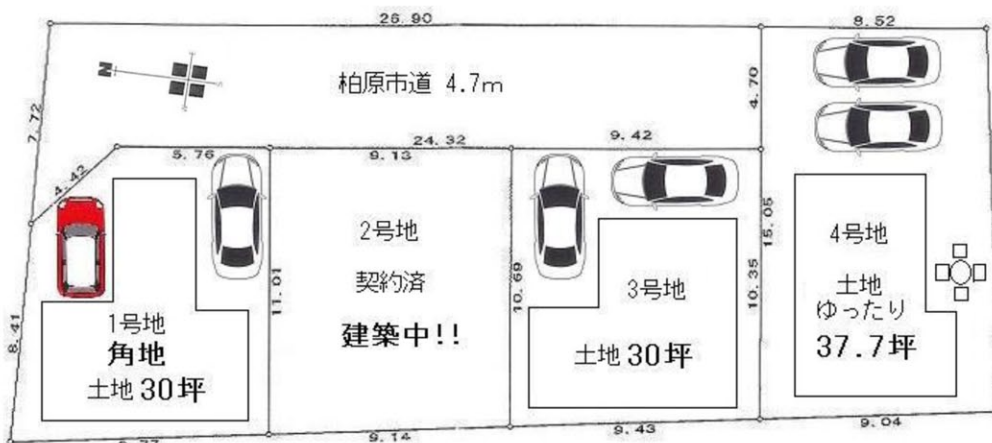 26.90
8.52
N
柏原市道 4.7m
4.70
7.72
24.32
4.42
5.76
9.13
9.42
2号地
契約済
建築中!!
15.05
4号地
土地
ゆったり
37.7坪
11.01
10.69
10.35
3号地
土地 30坪
8.41
1号地
角地
土地 30坪
9.14
9.43
9.04